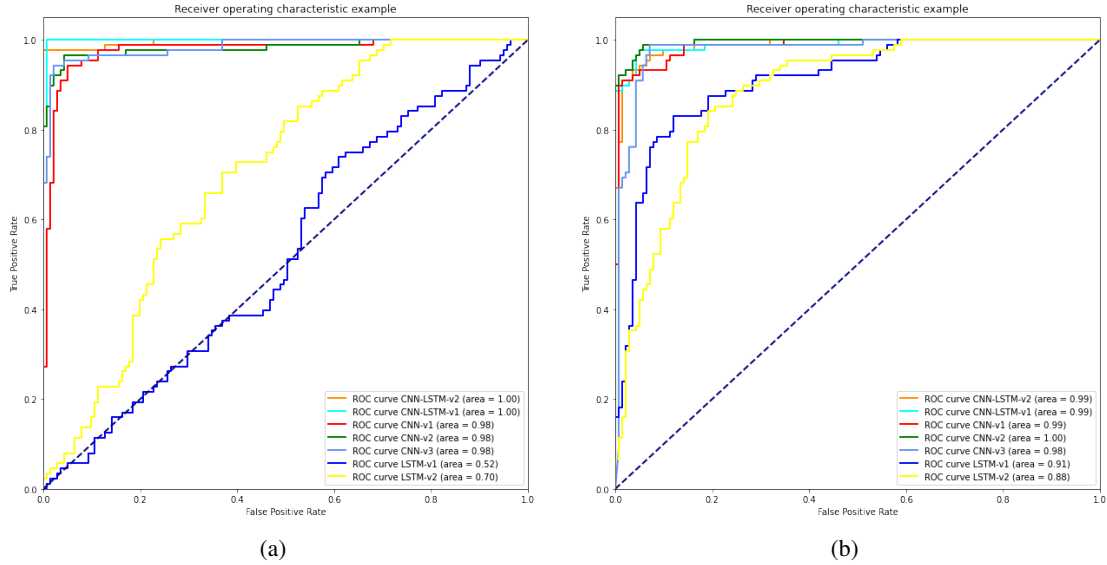 Receiver operating characteristic example
True Positive Rate
1.0
0.8
0.6
0.4
0.2
0.0
ROC curve CNN-LSTM-v2 (area = 1.00)
ROC curve CNN-LSTM-v1 (area = 1.00)
ROC curve CNN-v1 (area = 0.98)
ROC curve CNN-v2 (area = 0.98)
ROC curve CNN-v3 (area = 0.98)
ROC curve LSTM-v1 (area = 0.52)
ROC curve LSTM-v2 (area = 0.70)
0.0 0.2 0.4 0.6 0.8 1.0
False Positive Rate
(a)
Receiver operating characteristic example
True Positive Rate
1.0
0.8
0.6
0.4
0.2
0.0
ROC curve CNN-LSTM-v2 (area = 0.99)
ROC curve CNN-LSTM-v1 (area = 0.99)
ROC curve CNN-v1 (area = 0.99)
ROC curve CNN-v2 (area = 1.00)
ROC curve CNN-v3 (area = 0.98)
ROC curve LSTM-v1 (area = 0.91)
ROC curve LSTM-v2 (area = 0.88)
0.0 0.2 0.4 0.6 0.8 1.0
False Positive Rate
(b)